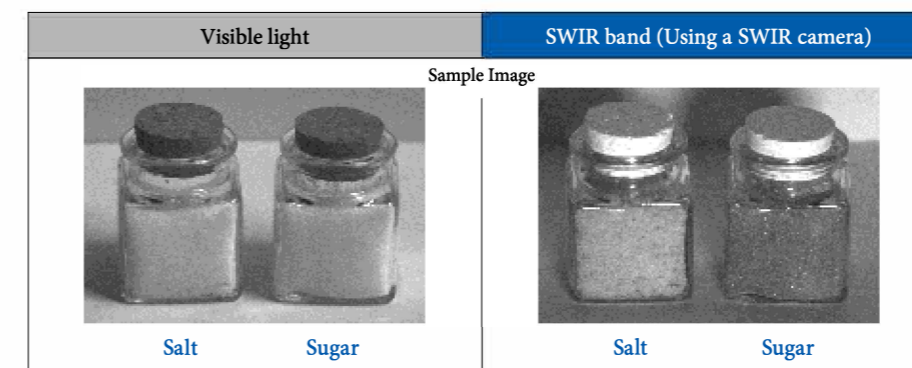 Visible light
SWIR band (Using a SWIR camera)
Sample Image
Salt
Sugar
Salt
Sugar